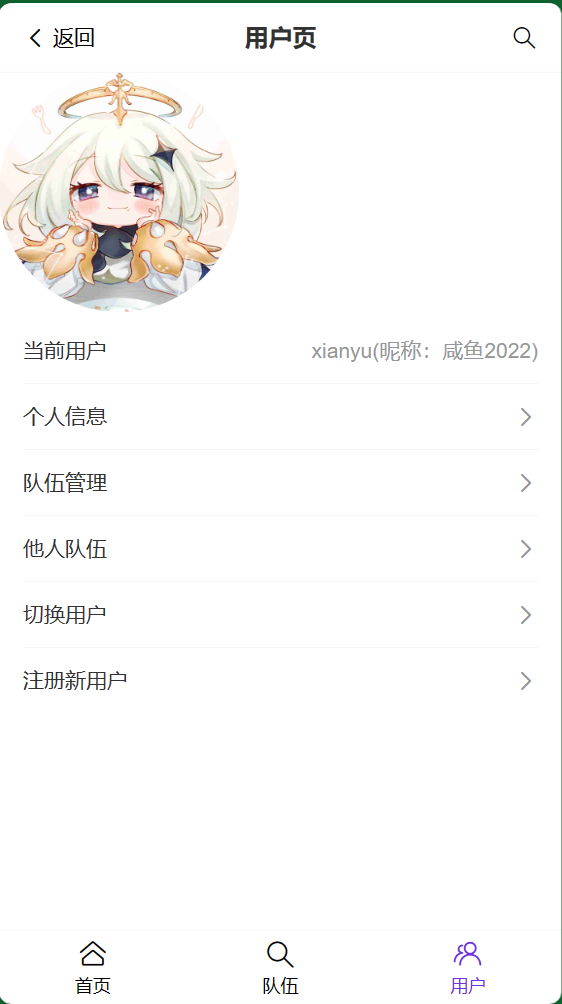 返回 用户页
当前用户 xianyu(昵称：咸鱼2022)
个人信息
队伍管理
他人队伍
切换用户
注册新用户
首页 队伍 用户